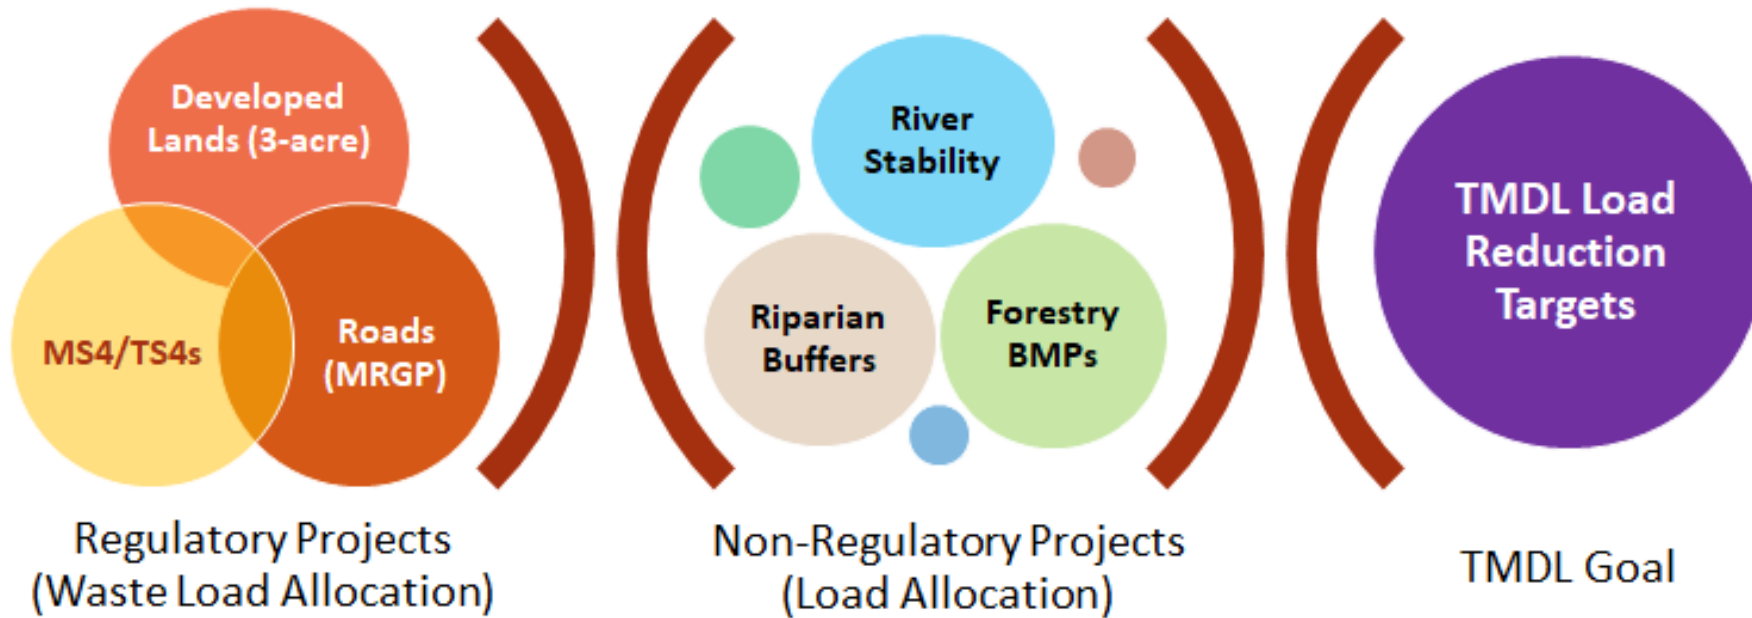 Developed
Lands (3-acre)
MS4/TS4s
Roads
(MRGP)
Regulatory Projects
(Waste Load Allocation)
River
Stability
Riparian
Buffers
Forestry
BMPs
Non-Regulatory Projects
(Load Allocation)
TMDL Load
Reduction
Targets
TMDL Goal